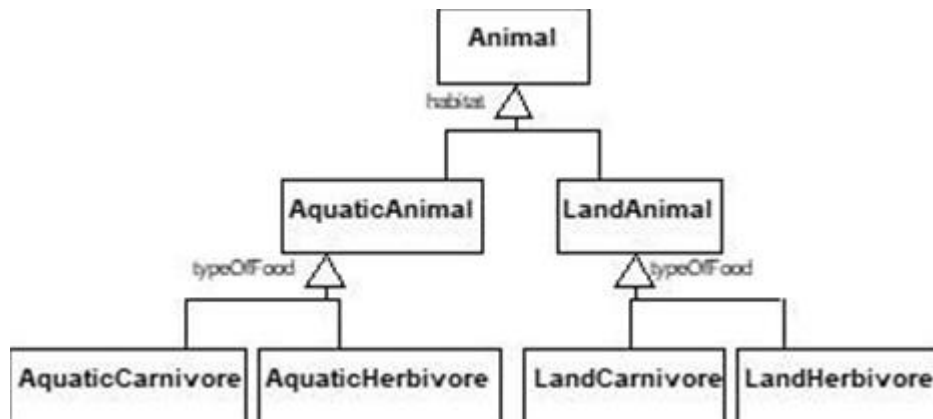 Animal
habitat
AquaticAnimal
LandAnimal
typeOfFood
typeOfFood
AquaticCarnivore
AquaticHerbivore
LandCarnivore
LandHerbivore